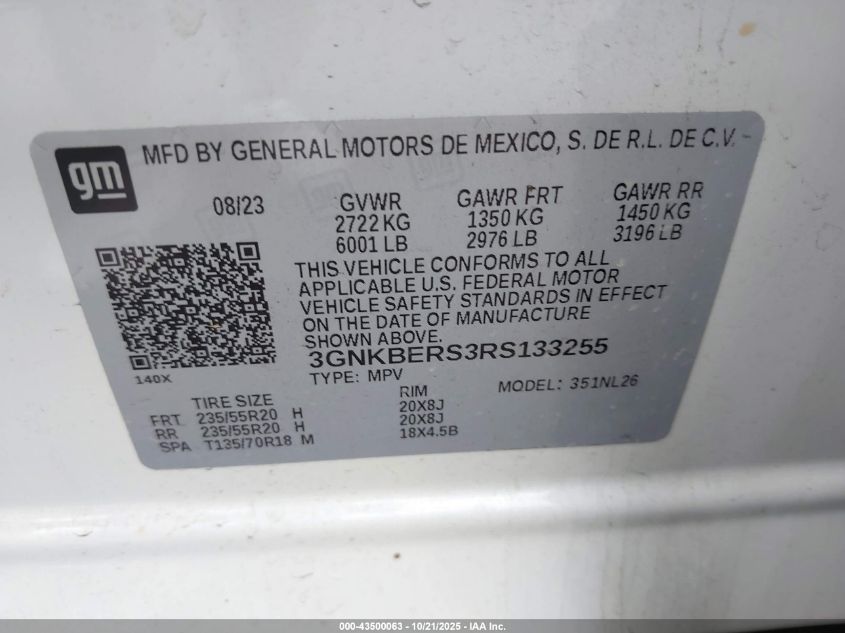 gm
MFD BY GENERAL MOTORS DE MEXICO, S. DE R.L. DE C.V.
08/23 GVWR GAWR FRT GAWR RR
2722 KG 1350 KG 1450 KG
6001 LB 2976 LB 3196 LB
THIS VEHICLE CONFORMS TO ALL
APPLICABLE U.S. FEDERAL MOTOR
VEHICLE SAFETY STANDARDS IN EFFECT
ON THE DATE OF MANUFACTURE
SHOWN ABOVE.
3GNKBERS3RS133255
140X
TYPE: MPV MODEL: 351NL26
TIRE SIZE RIM
FRT 235/55R20 H 20X8J
RR 235/55R20 H 20X8J
SPA T135/70R18 M 18X4.5B
000-43500063 - 10/21/2025 - IAA Inc.